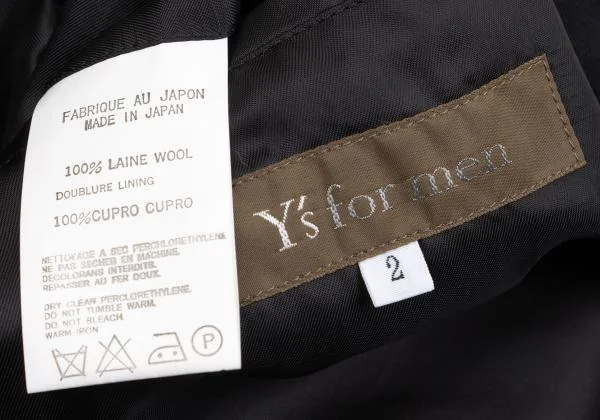 FABRIQUE AU JAPON
MADE IN JAPAN
100% LAINE WOOL
DOUBLURE LINING
100%CUPRO CUPRO
NETTOYAGE A SEC PERCHLORETHYLENE
NE PAS SECHER EN MACHINE.
DECOLORANS INTERDITS.
REPASSER AU FER DOUX.
DRY CLEAN PERCLORETHYLENE.
DO NOT TUMBLE WARM.
DO NOT BLEACH.
WARM IRON
P
Y's for men
2